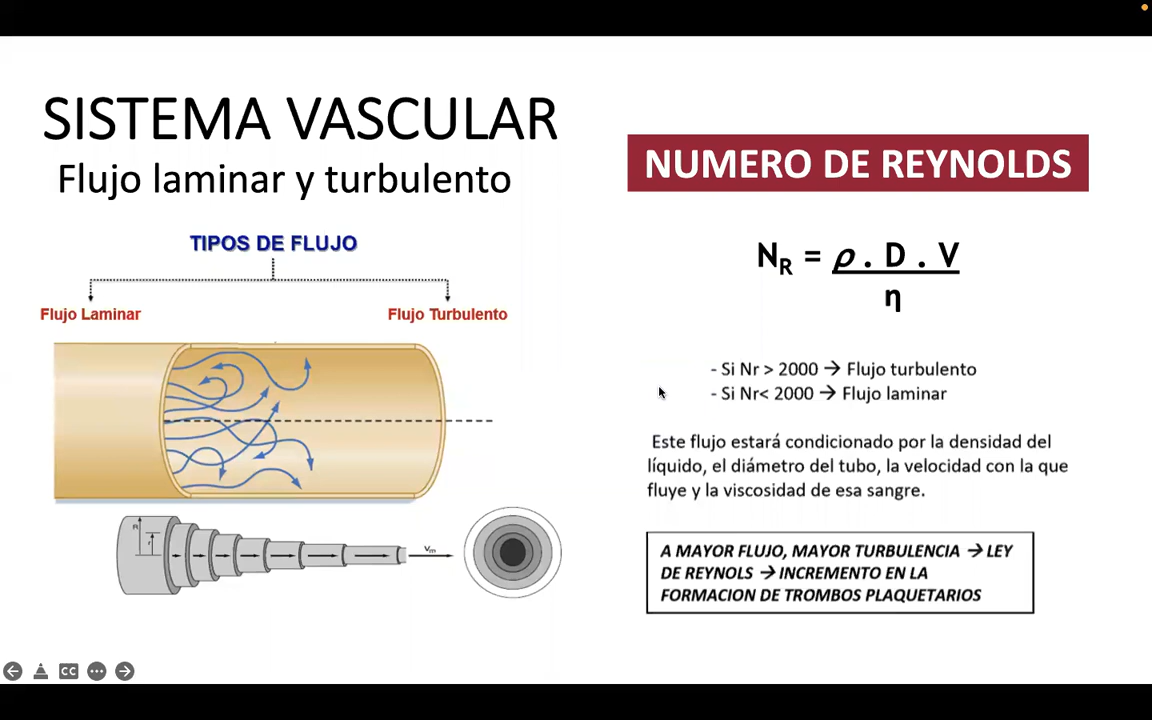 SISTEMA VASCULAR
Flujo laminar y turbulento
TIPOS DE FLUJO
Flujo Laminar
Flujo Turbulento
R
r
Vm
NUMERO DE REYNOLDS
NR = ρ . D . V
η
- Si Nr > 2000 → Flujo turbulento
- Si Nr< 2000 → Flujo laminar
Este flujo estará condicionado por la densidad del
líquido, el diámetro del tubo, la velocidad con la que
fluye y la viscosidad de esa sangre.
A MAYOR FLUJO, MAYOR TURBULENCIA → LEY
DE REYNOLS → INCREMENTO EN LA
FORMACION DE TROMBOS PLAQUETARIOS
CC